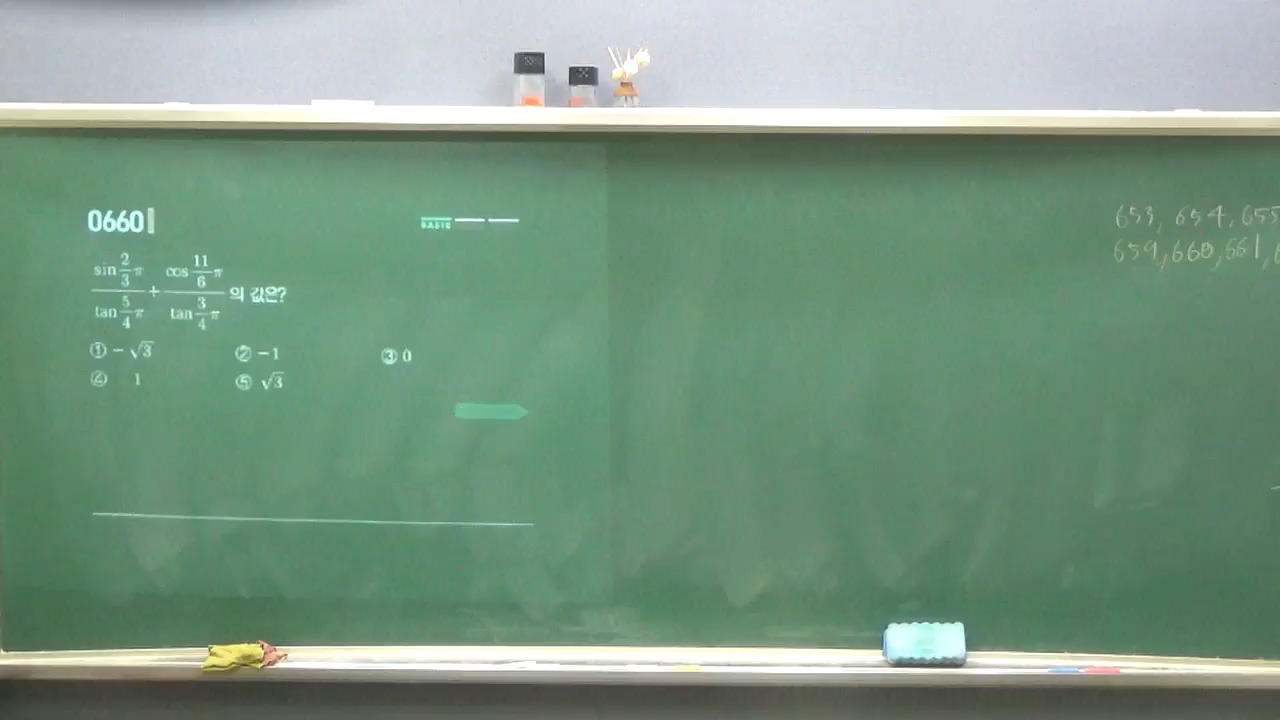 0660
BASIC
sin 2/3 π / tan 5/4 π + cos 11/6 π / tan 3/4 π 의 값은?
① -√3 ② -1 ③ 0
④ 1 ⑤ √3
653, 654, 655
659, 660, 661,